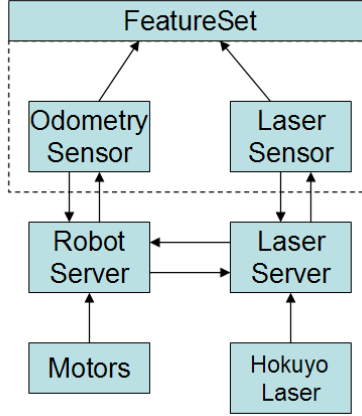 FeatureSet
Odometry
Sensor
Laser
Sensor
Robot
Server
Laser
Server
Motors
Hokuyo
Laser